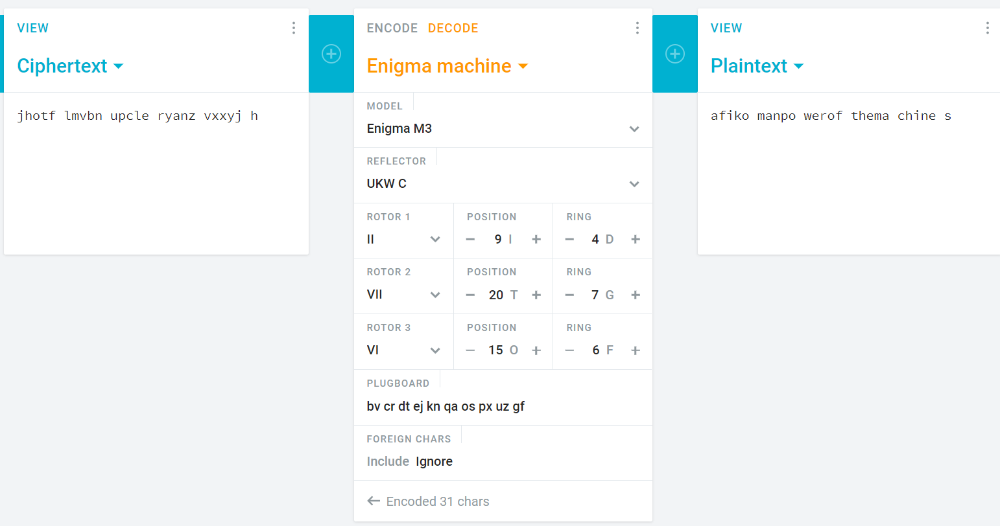 VIEW
Ciphertext
jhotf lmvbn upcle ryanz vxxyj h
ENCODE DECODE
Enigma machine
MODEL
Enigma M3
REFLECTOR
UKW C
ROTOR 1 POSITION RING
II − 9 I + − 4 D +
ROTOR 2 POSITION RING
VII − 20 T + − 7 G +
ROTOR 3 POSITION RING
VI − 15 O + − 6 F +
PLUGBOARD
bv cr dt ej kn qa os px uz gf
FOREIGN CHARS
Include Ignore
← Encoded 31 chars
VIEW
Plaintext
afiko manpo werof thema chine s